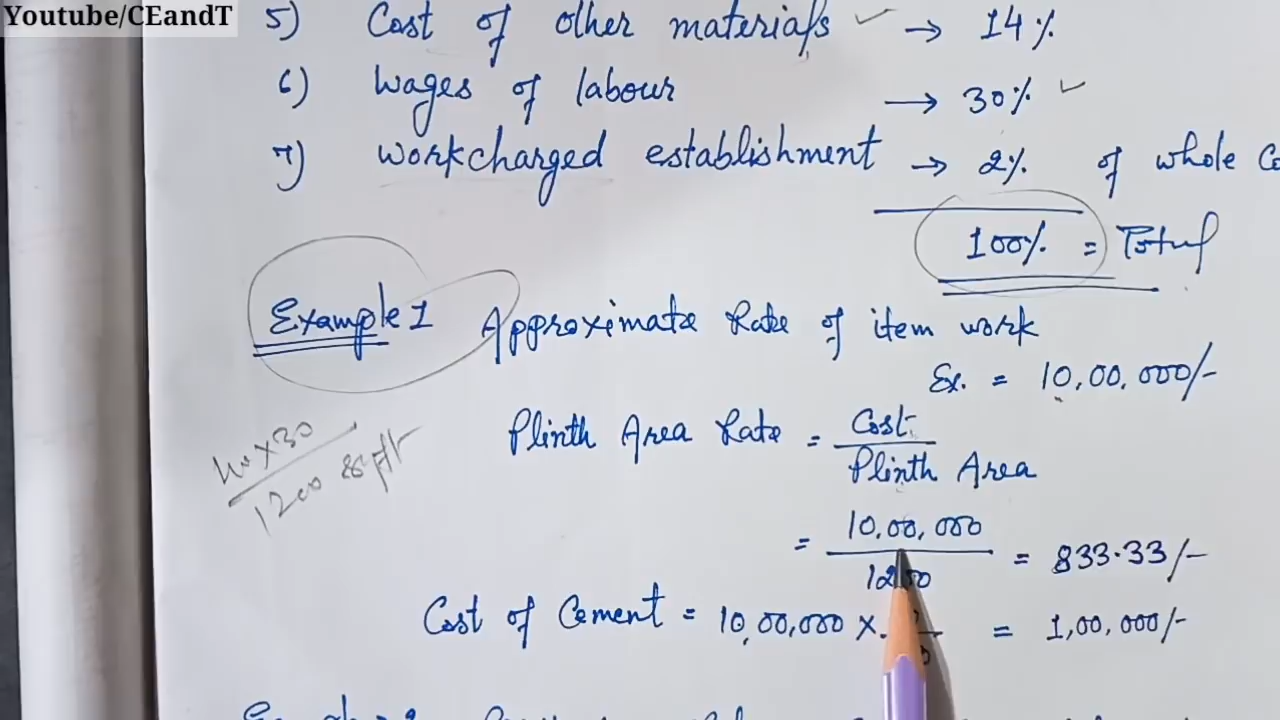 Youtube/CEandT
5) Cost of other materials → 14%
6) Wages of labour → 30%
7) workcharged establishment → 2% of whole Co
100% = Total
Example 1 Approximate Rate of item work
Ex. = 10,00,000/-
Plinth Area Rate = Cost / Plinth Area
40x30
1200 sqft
= 10,00,000 / 1200 = 833.33/-
Cost of Cement = 10,00,000 × = 1,00,000/-